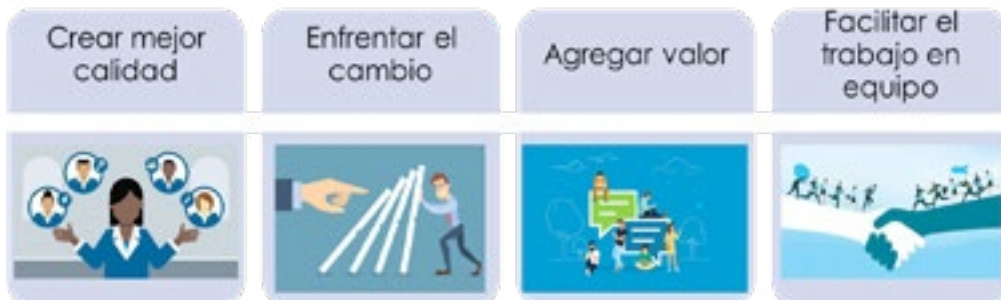 Crear mejor
calidad
Enfrentar el
cambio
Agregar valor
Facilitar el
trabajo en
equipo